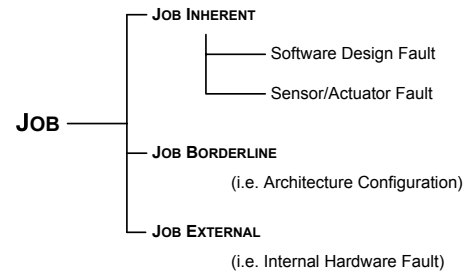 JOB INHERENT
Software Design Fault
Sensor/Actuator Fault
JOB
JOB BORDERLINE
(i.e. Architecture Configuration)
JOB EXTERNAL
(i.e. Internal Hardware Fault)